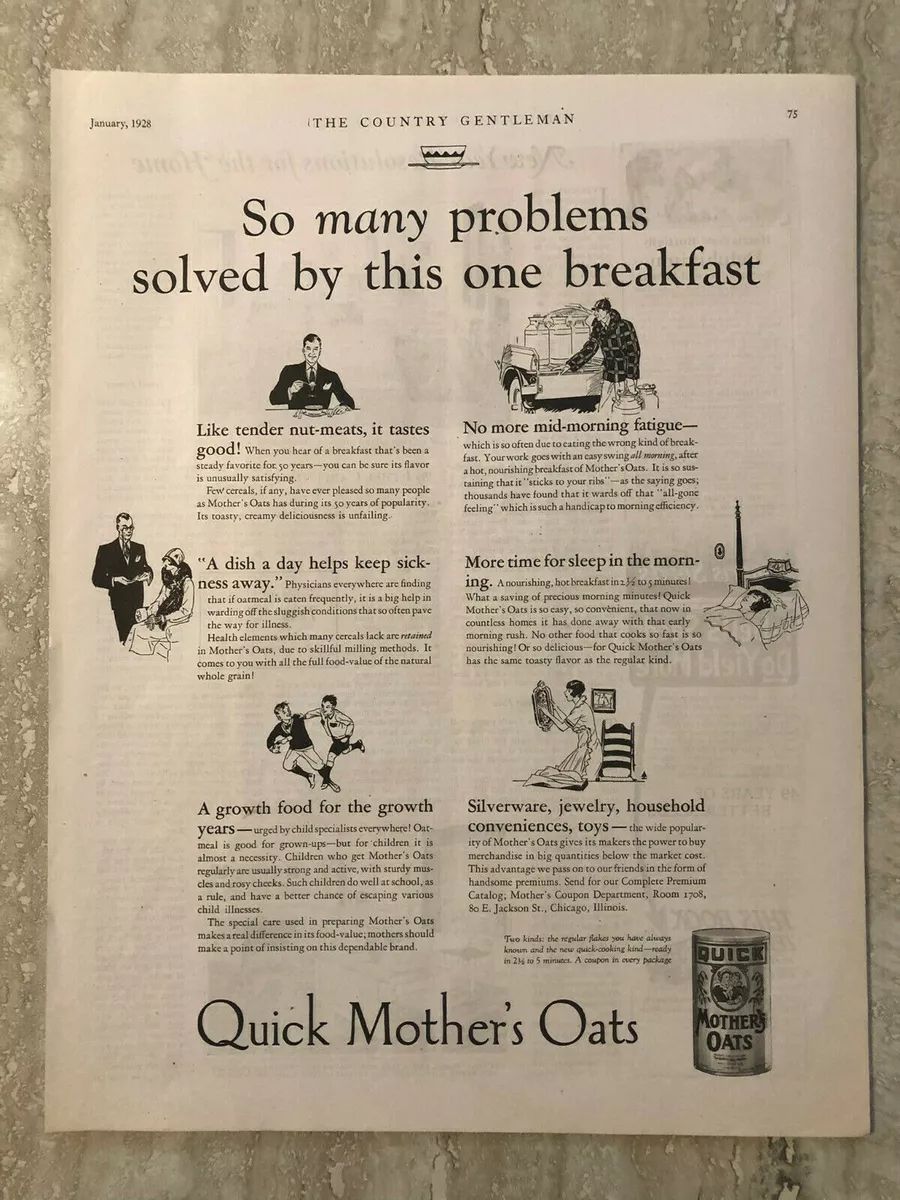 January, 1928
THE COUNTRY GENTLEMAN
75
So many problems
solved by this one breakfast
Like tender nut-meats, it tastes
good! When you hear of a breakfast that's been a
steady favorite for 50 years—you can be sure its flavor
is unusually satisfying.
Few cereals, if any, have ever pleased so many people
as Mother's Oats has during its 50 years of popularity.
Its toasty, creamy deliciousness is unfailing.
"A dish a day helps keep sick-
ness away." Physicians everywhere are finding
that if oatmeal is eaten frequently, it is a big help in
warding off the sluggish conditions that so often pave
the way for illness.
Health elements which many cereals lack are retained
in Mother's Oats, due to skillful milling methods. It
comes to you with all the full food-value of the natural
whole grain!
A growth food for the growth
years—urged by child specialists everywhere! Oat-
meal is good for grown-ups—but for children it is
almost a necessity. Children who get Mother's Oats
regularly are usually strong and active, with sturdy mus-
cles and rosy cheeks. Such children do well at school, as
a rule, and have a better chance of escaping various
child illnesses.
The special care used in preparing Mother's Oats
makes a real difference in its food-value; mothers should
make a point of insisting on this dependable brand.
No more mid-morning fatigue—
which is so often due to eating the wrong kind of break-
fast. Your work goes with an easy swing all morning, after
a hot, nourishing breakfast of Mother's Oats. It is so sus-
taining that it "sticks to your ribs"—as the saying goes;
thousands have found that it wards off that "all-gone
feeling" which is such a handicap to morning efficiency.
More time for sleep in the morn-
ing. A nourishing, hot breakfast in 2½ to 5 minutes!
What a saving of precious morning minutes! Quick
Mother's Oats is so easy, so convenient, that now in
countless homes it has done away with that early
morning rush. No other food that cooks so fast is so
nourishing! Or so delicious—for Quick Mother's Oats
has the same toasty flavor as the regular kind.
Silverware, jewelry, household
conveniences, toys—the wide popular-
ity of Mother's Oats gives its makers the power to buy
merchandise in big quantities below the market cost.
This advantage we pass on to our friends in the form of
handsome premiums. Send for our Complete Premium
Catalog, Mother's Coupon Department, Room 1708,
80 E. Jackson St., Chicago, Illinois.
Two kinds: the regular flakes you have always
known and the new quick-cooking kind—ready
in 2½ to 5 minutes. A coupon in every package
Quick Mother's Oats
QUICK
MOTHER'S
OATS